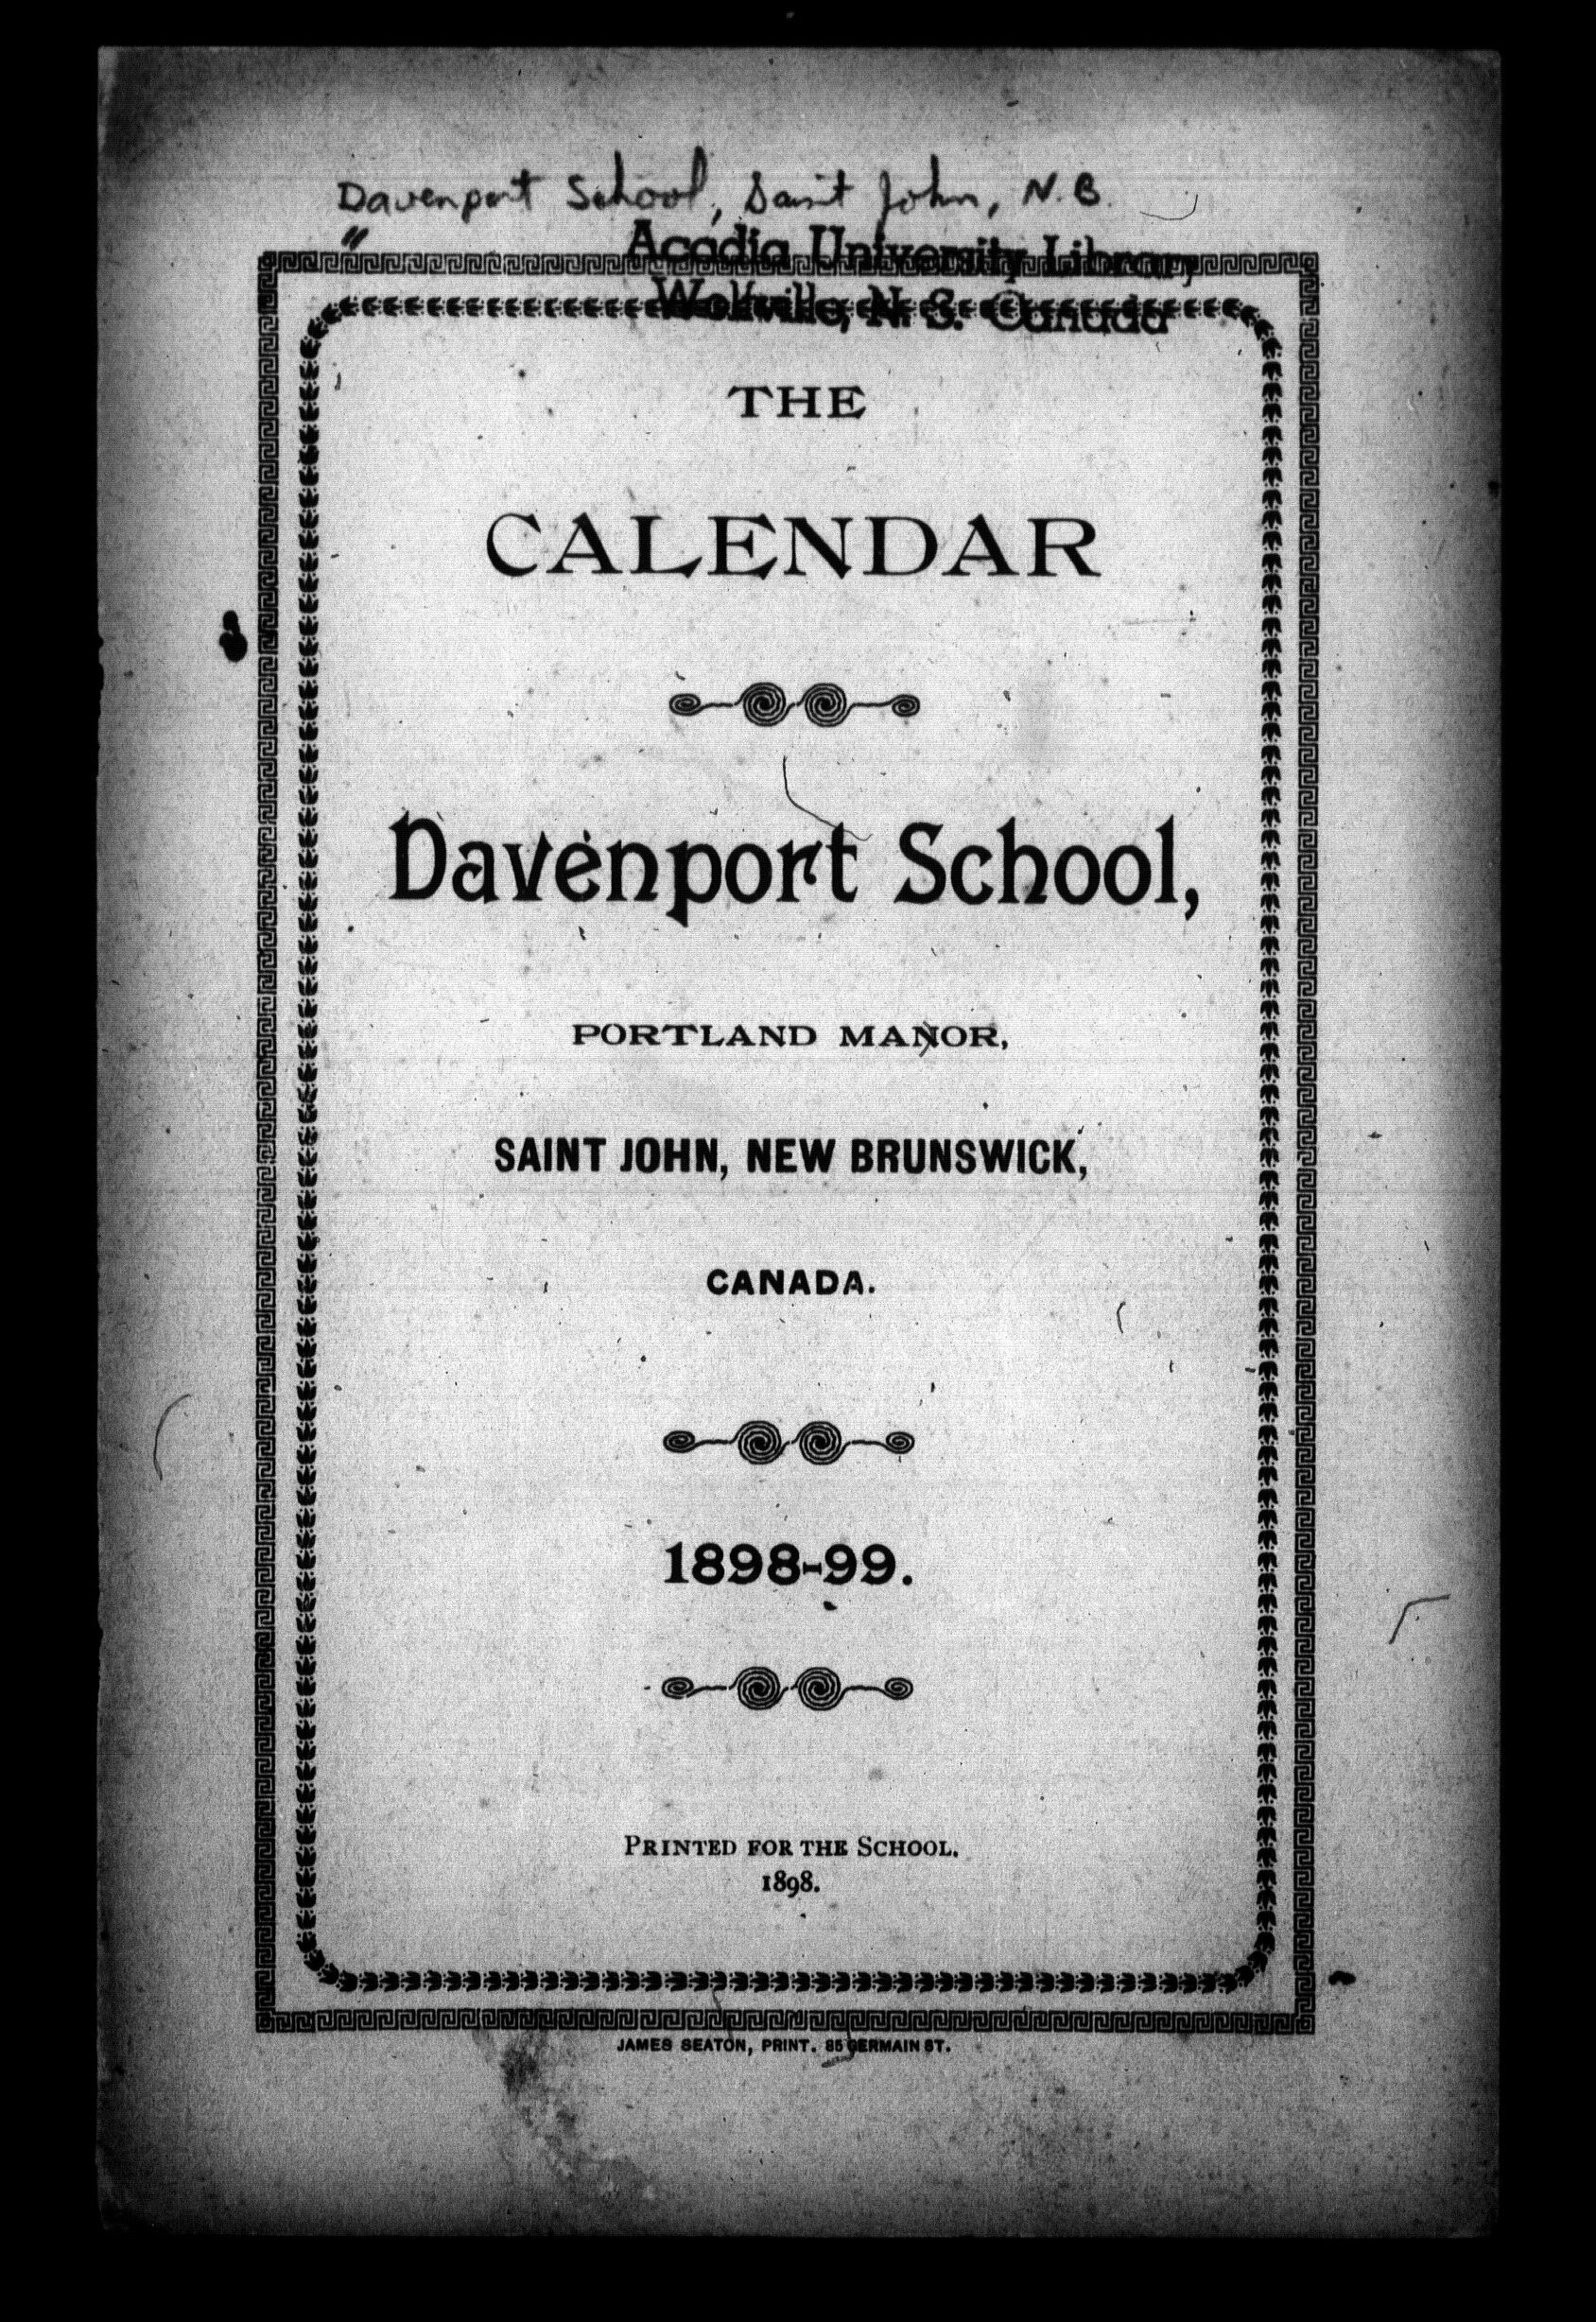 Davenport School, Saint John, N.B.
"
Acadia University Library
Wolfville, N. S. Canada
THE
CALENDAR
Davenport School,
PORTLAND MANOR,
SAINT JOHN, NEW BRUNSWICK,
CANADA.
1898-99.
PRINTED FOR THE SCHOOL.
1898.
JAMES SEATON, PRINT. 85 GERMAIN ST.